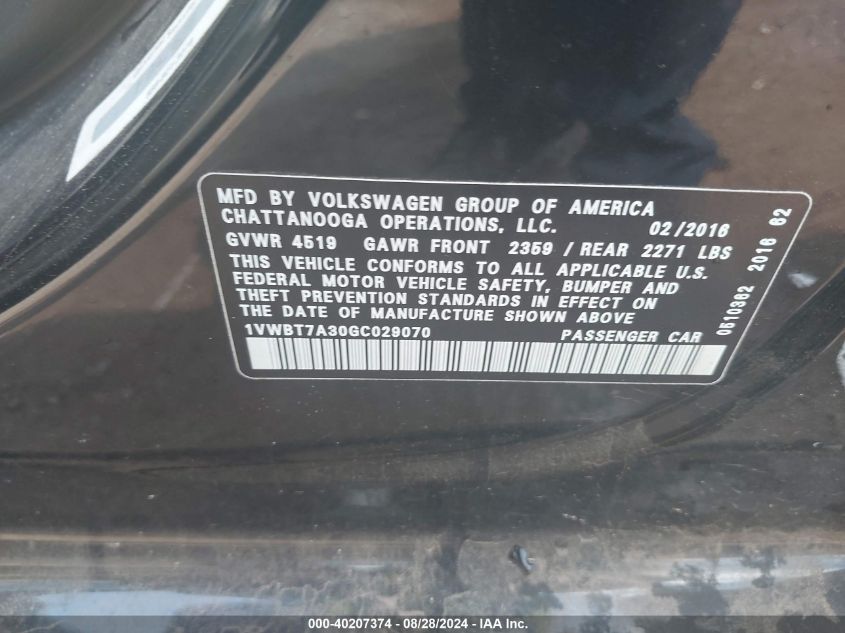 MFD BY VOLKSWAGEN GROUP OF AMERICA
CHATTANOOGA OPERATIONS, LLC. 02/2016
GVWR 4519 GAWR FRONT 2359 / REAR 2271 LBS
THIS VEHICLE CONFORMS TO ALL APPLICABLE U.S.
FEDERAL MOTOR VEHICLE SAFETY, BUMPER AND
THEFT PREVENTION STANDARDS IN EFFECT ON
THE DATE OF MANUFACTURE SHOWN ABOVE
1VWBT7A30GC029070 PASSENGER CAR
0610362 2016 62
000-40207374 - 08/28/2024 - IAA Inc.